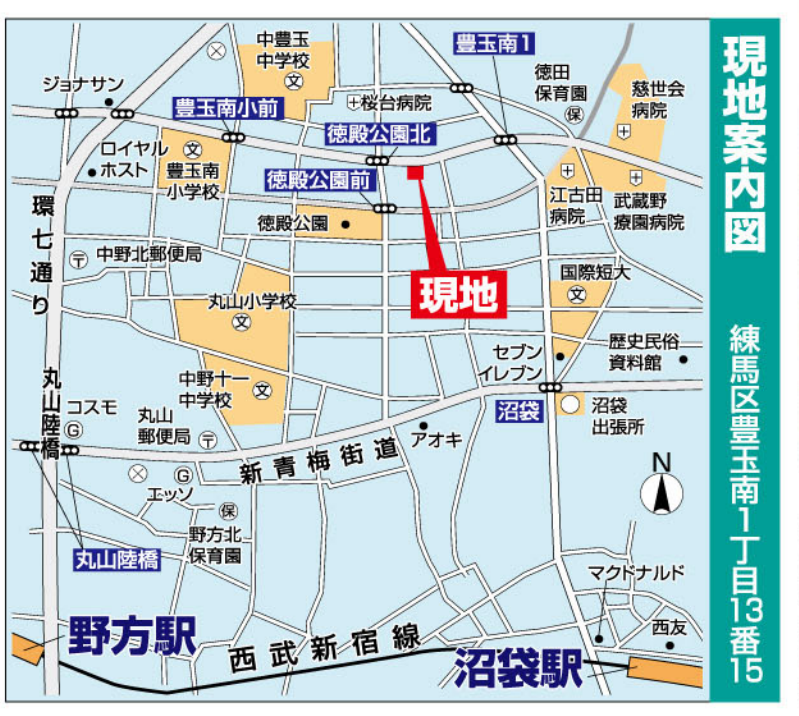 現地案内図
練馬区豊玉南1丁目13番15
中豊玉
中学校
文
豊玉南1
徳田
保育園
保
慈世会
病院
ジョナサン
豊玉南小前
桜台病院
徳殿公園北
ロイヤル
ホスト
文
豊玉南
小学校
徳殿公園前
江古田
病院
武蔵野
療園病院
環七通り
徳殿公園
中野北郵便局
現地
国際短大
文
丸山小学校
文
セブン
イレブン
歴史民俗
資料館
中野十一
中学校
文
丸山陸橋
コスモ
G
丸山
郵便局
沼袋
沼袋
出張所
アオキ
新青梅街道
N
G
エッソ
保
野方北
保育園
丸山陸橋
マクドナルド
野方駅
西武新宿線
西友
沼袋駅